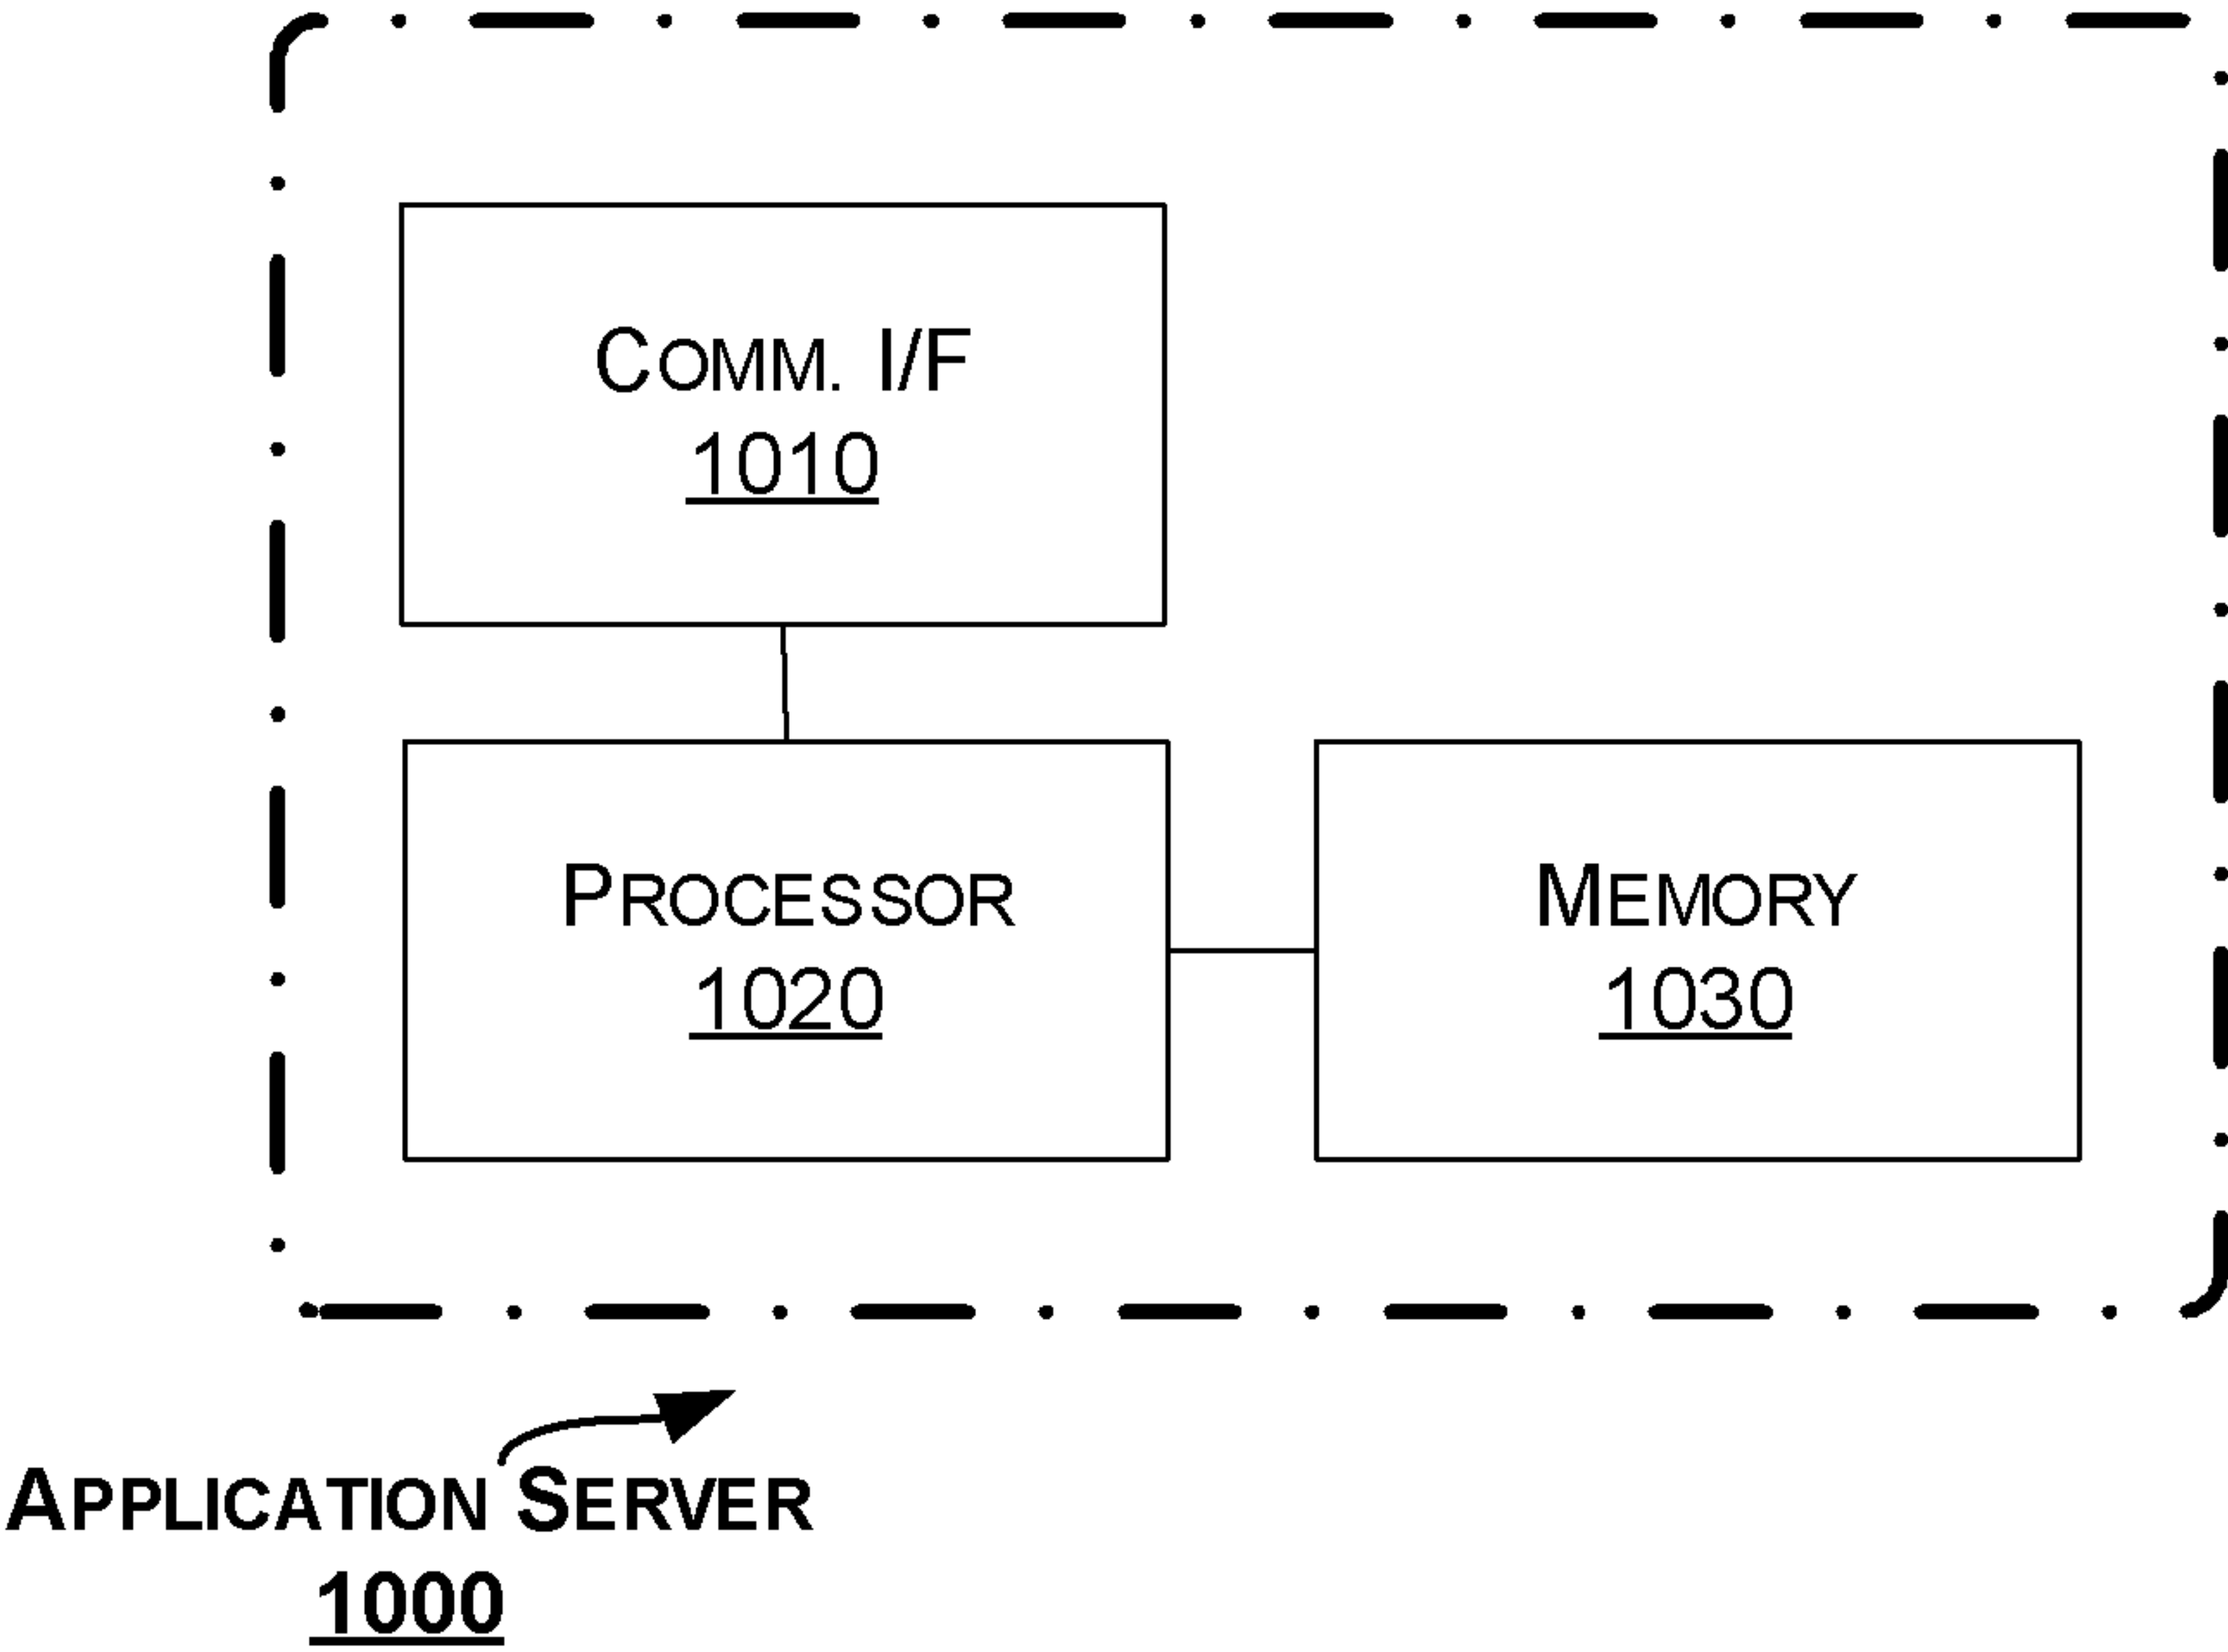 COMM. I/F
1010
PROCESSOR
1020
MEMORY
1030
APPLICATION SERVER
1000